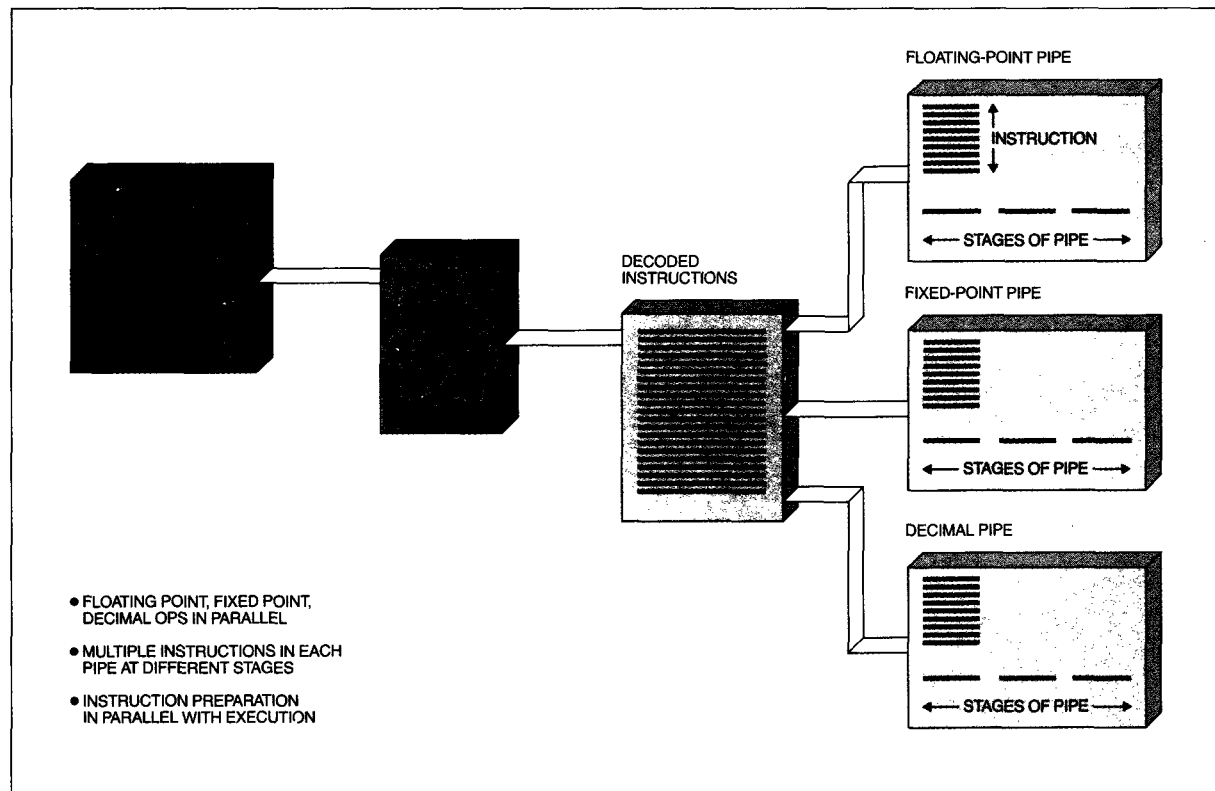 FLOATING-POINT PIPE
INSTRUCTION
STAGES OF PIPE
DECODED
INSTRUCTIONS
FIXED-POINT PIPE
STAGES OF PIPE
DECIMAL PIPE
STAGES OF PIPE
• FLOATING POINT, FIXED POINT,
DECIMAL OPS IN PARALLEL
• MULTIPLE INSTRUCTIONS IN EACH
PIPE AT DIFFERENT STAGES
• INSTRUCTION PREPARATION
IN PARALLEL WITH EXECUTION